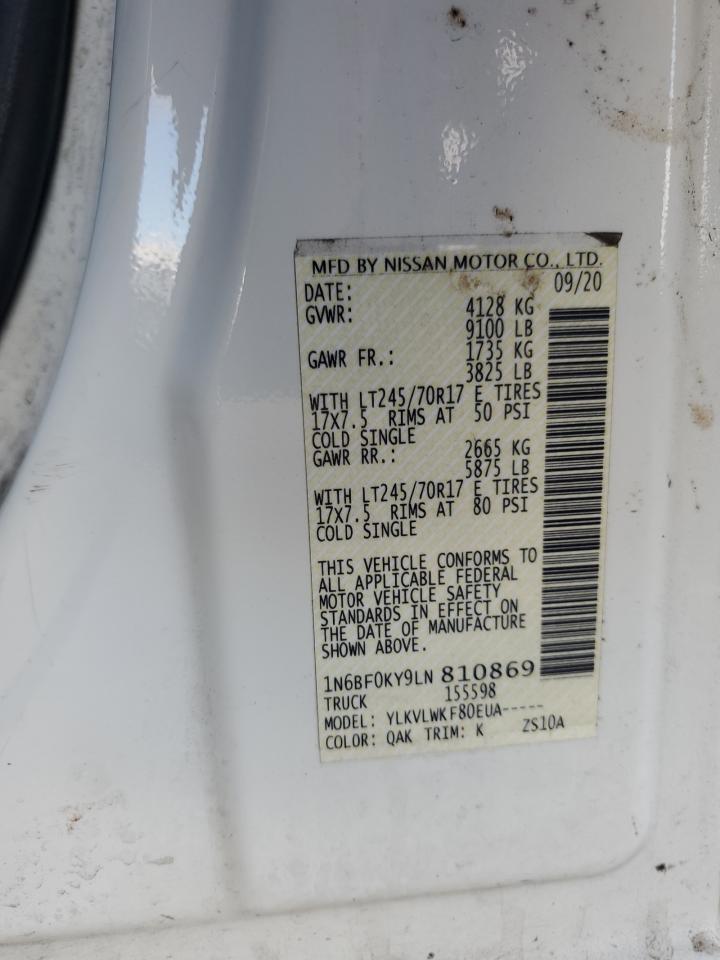 MFD BY NISSAN MOTOR CO., LTD.
DATE: 09/20
GVWR: 4128 KG
9100 LB
GAWR FR.: 1735 KG
3825 LB
WITH LT245/70R17 E TIRES
17X7.5 RIMS AT 50 PSI
COLD SINGLE
GAWR RR.: 2665 KG
5875 LB
WITH LT245/70R17 E TIRES
17X7.5 RIMS AT 80 PSI
COLD SINGLE
THIS VEHICLE CONFORMS TO
ALL APPLICABLE FEDERAL
MOTOR VEHICLE SAFETY
STANDARDS IN EFFECT ON
THE DATE OF MANUFACTURE
SHOWN ABOVE.
1N6BF0KY9LN 810869
TRUCK 155598
MODEL: YLKVLWKF80EUA-----
COLOR: QAK TRIM: K ZS10A